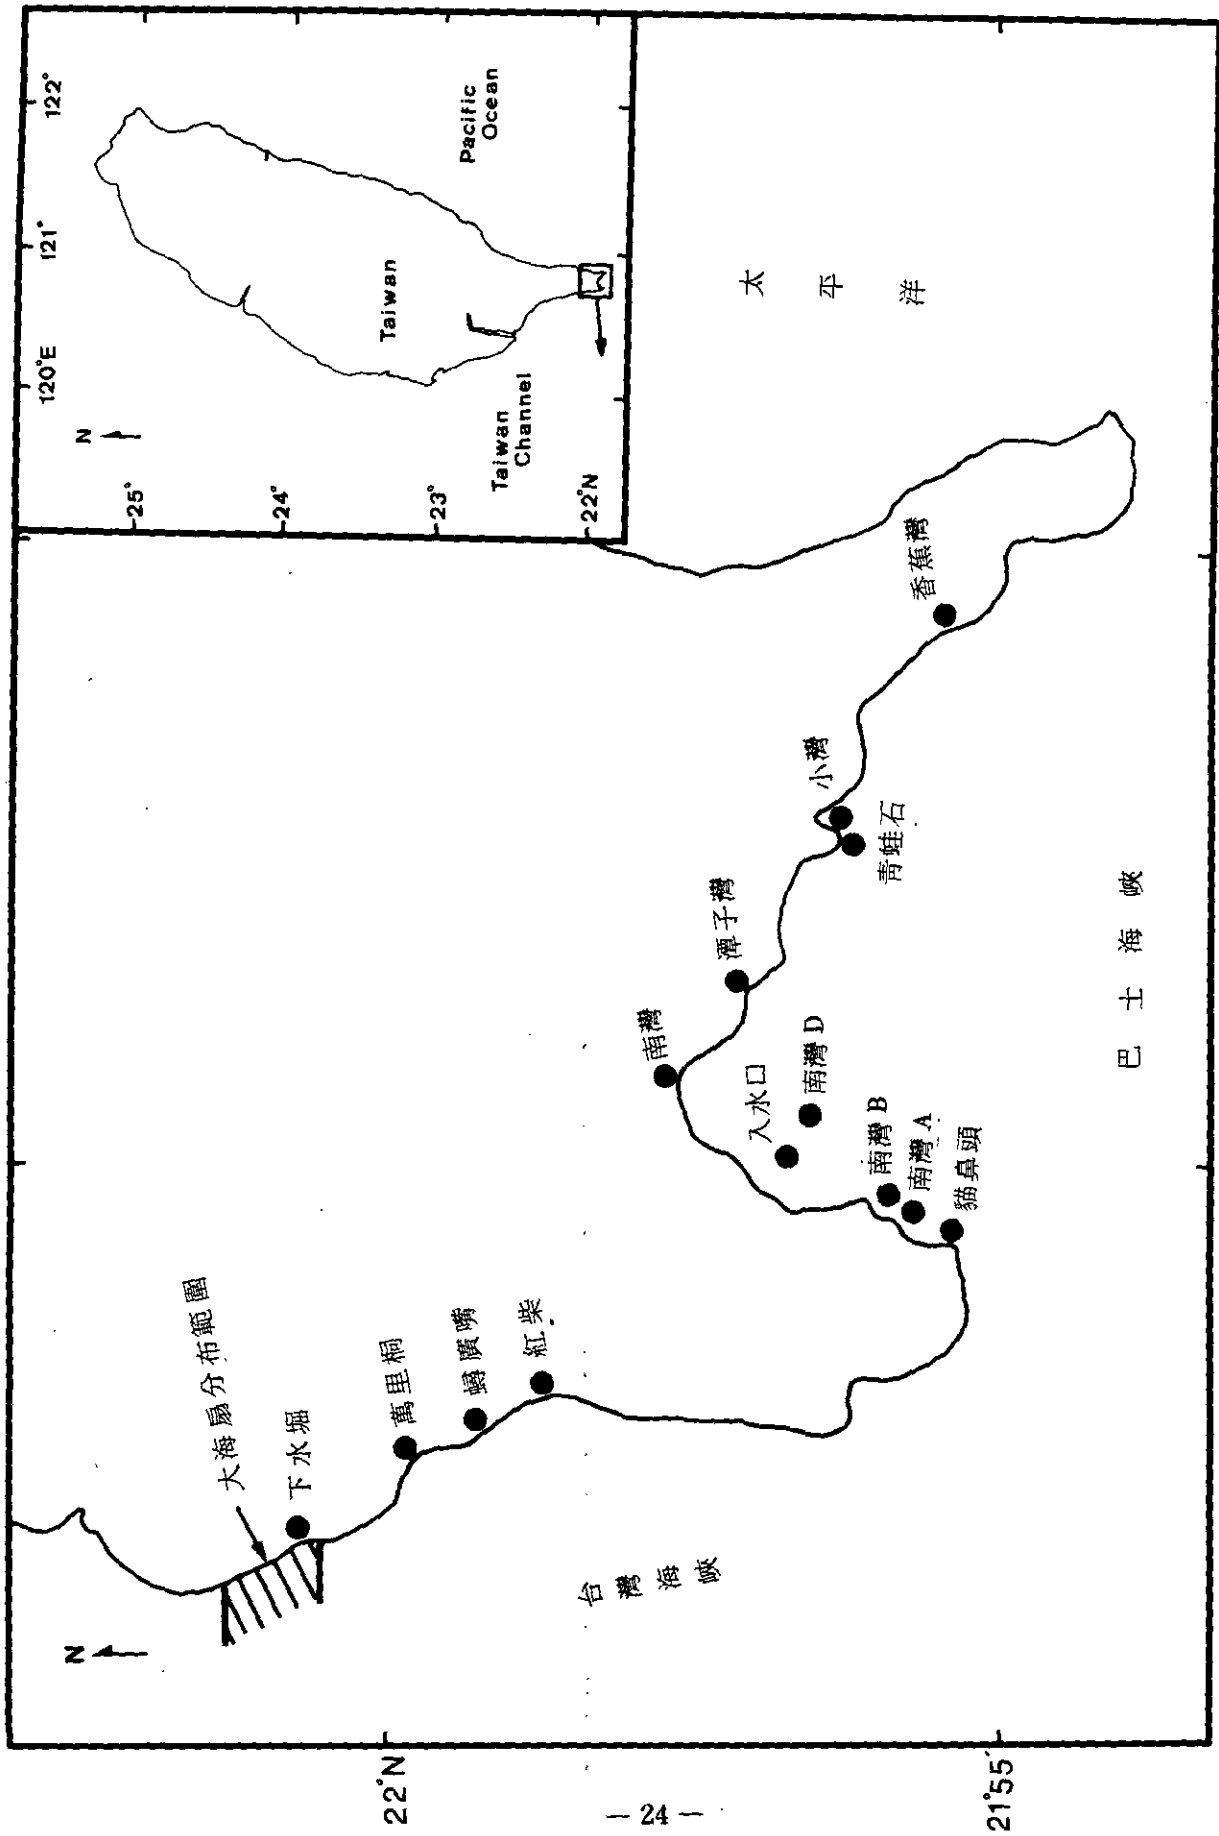 122°
121°
120°E
N
25°
24°
23°
22°N
Taiwan
Taiwan
Channel
Pacific
Ocean
太平洋
香蕉灣
小灣
青蛙石
潭子灣
南灣
入水口
南灣 D
南灣 B
南灣 A
貓鼻頭
紅柴
蟳廣嘴
萬里桐
下水堀
大海扇分布範圍
台灣海峽
巴士海峽
N
22°N
21°55′
— 24 —